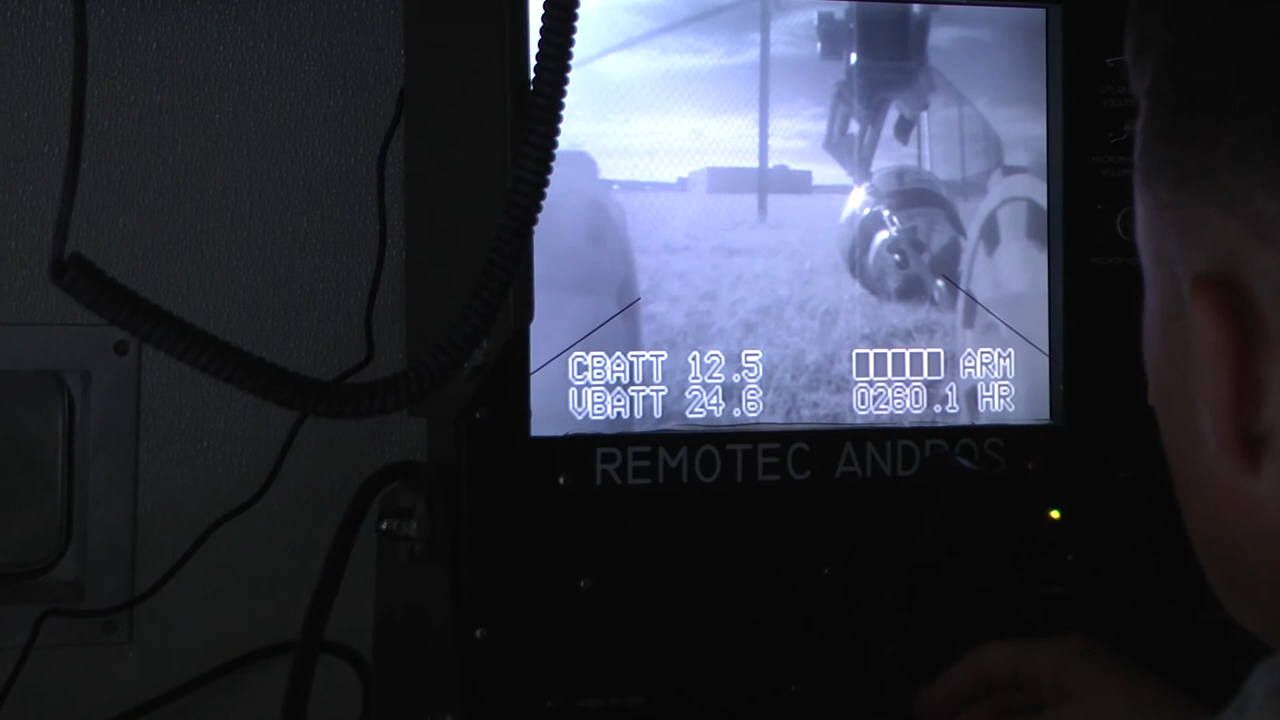 CBATT 12.5
VBATT 24.6
▯▯▯▯▯ ARM
0260.1 HR
REMOTEC ANDROS